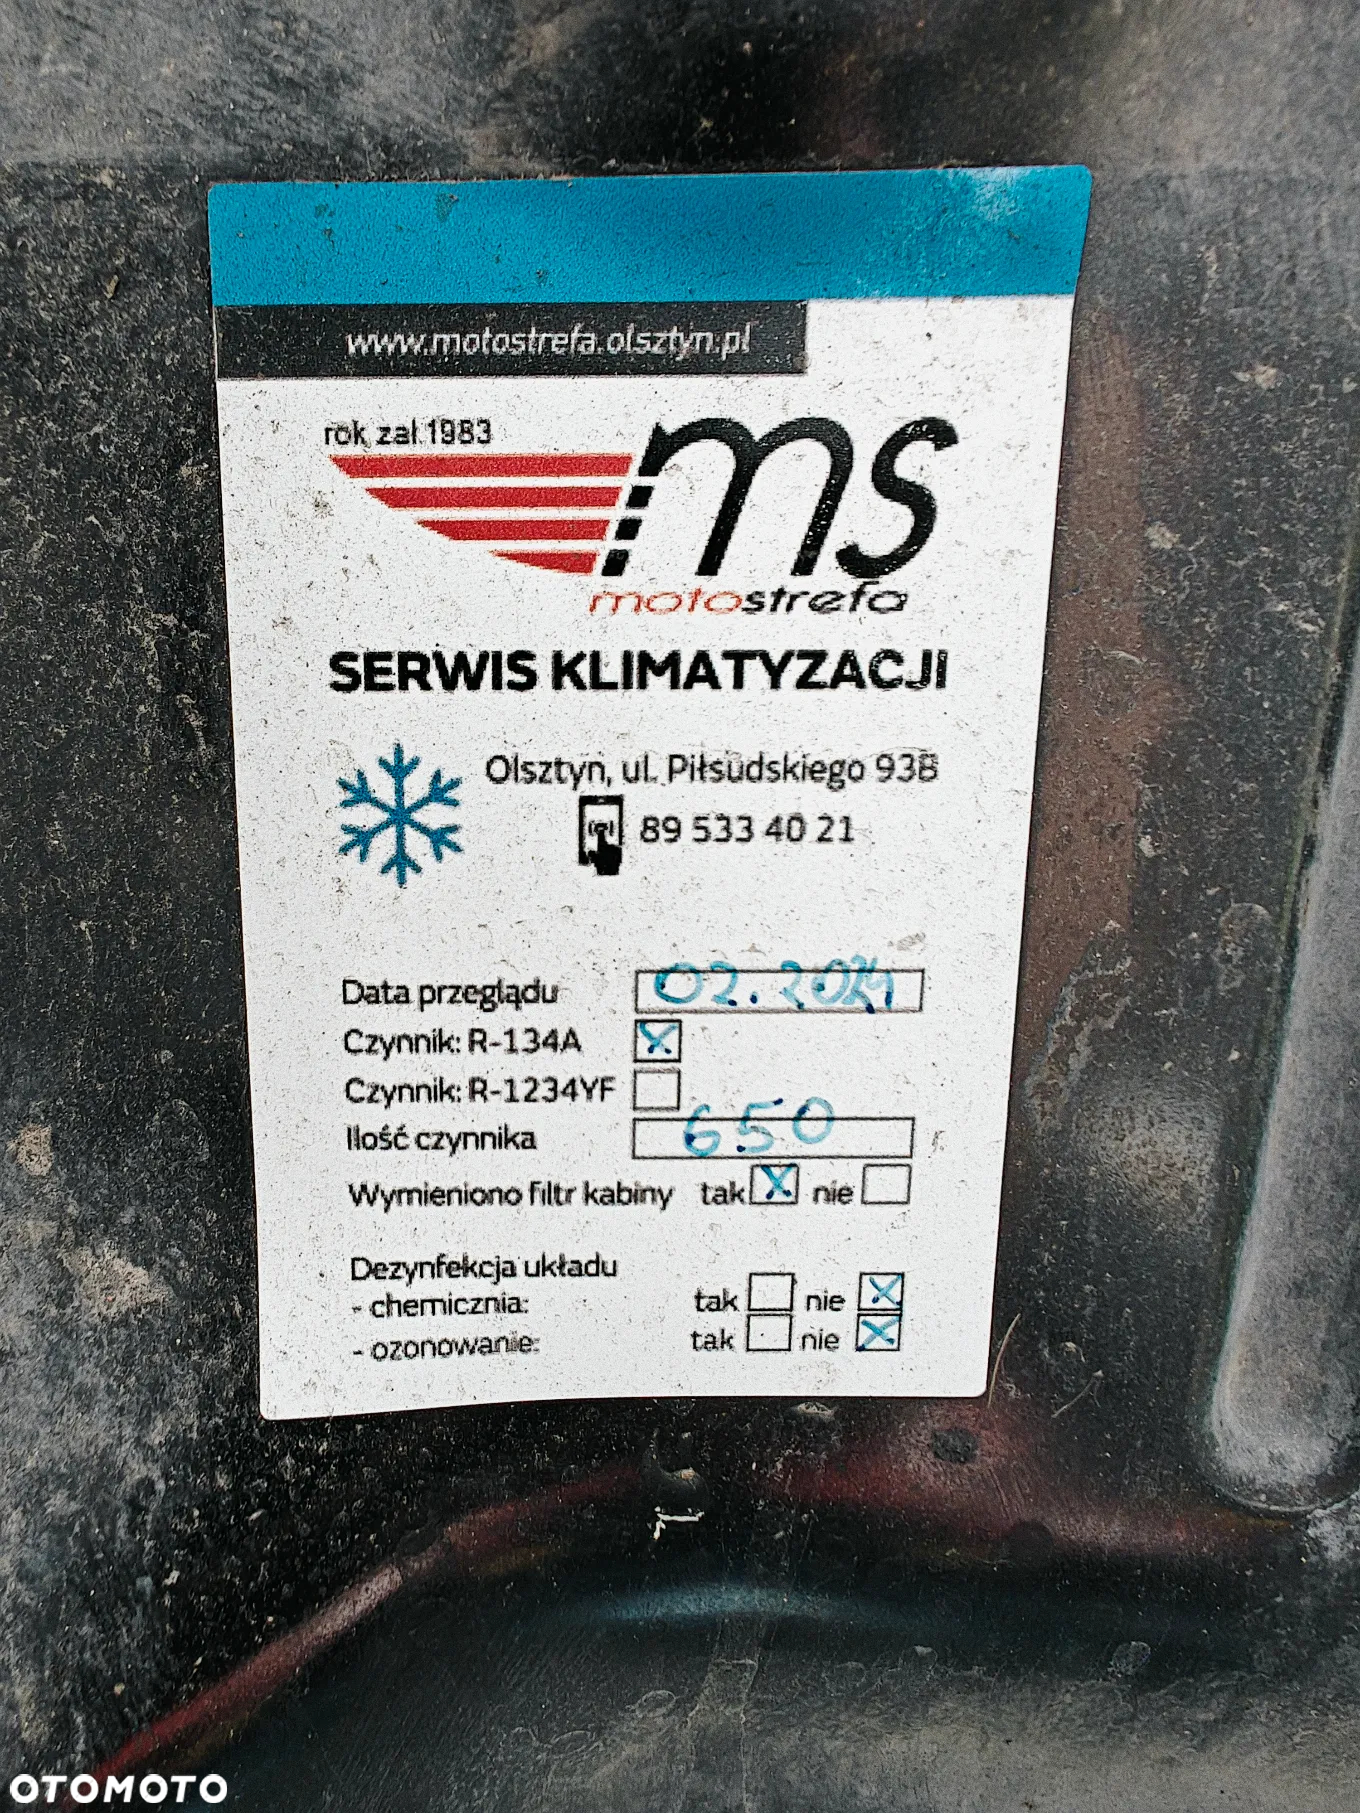 www.motostrefa.olsztyn.pl
rok zał.1983
ms
motostrefa
SERWIS KLIMATYZACJI
Olsztyn, ul. Piłsudskiego 93B
89 533 40 21
Data przeglądu 02.2024
Czynnik: R-134A X
Czynnik: R-1234YF
Ilość czynnika 650
Wymieniono filtr kabiny tak X nie
Dezynfekcja układu
- chemicznia: tak nie X
- ozonowanie: tak nie X
OTOMOTO